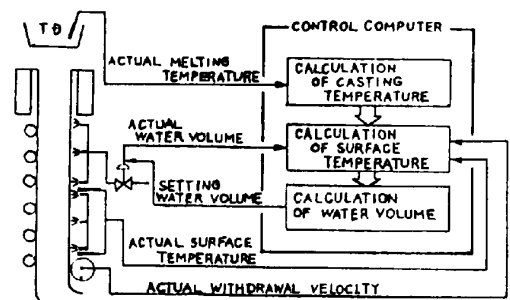 TD
CONTROL COMPUTER
ACTUAL MELTING
TEMPERATURE
CALCULATION
OF CASTING
TEMPERATURE
ACTUAL
WATER VOLUME
CALCULATION
OF SURFACE
TEMPERATURE
SETTING
WATER VOLUME
CALCULATION
OF WATER VOLUME
ACTUAL SURFACE
TEMPERATURE
ACTUAL WITHDRAWAL VELOCITY